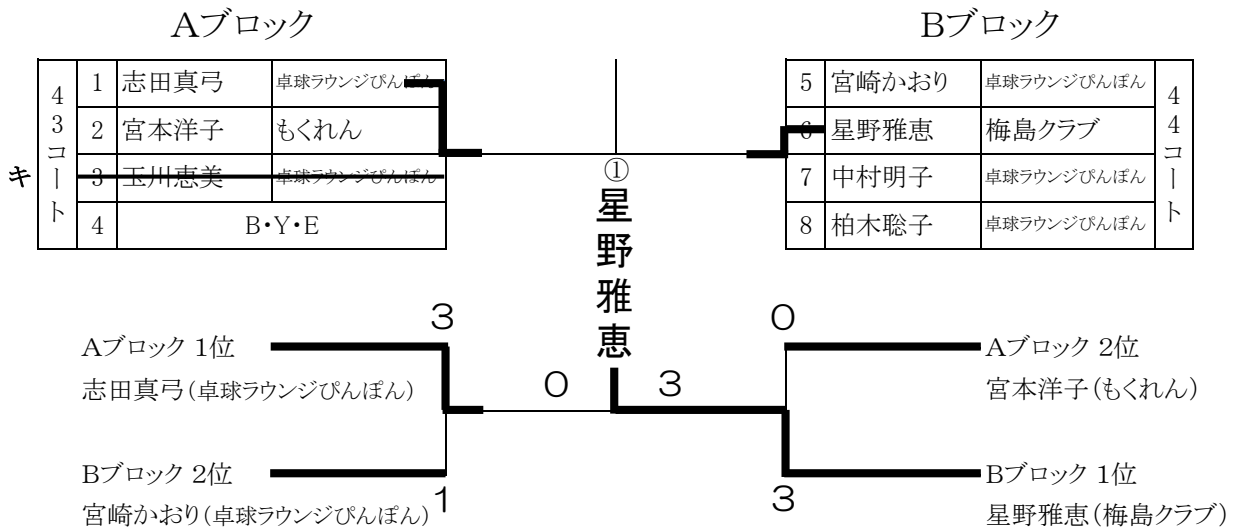 Aブロック
Bブロック
43コート
1 志田真弓 卓球ラウンジぴんぽん
2 宮本洋子 もくれん
キ
3 玉川恵美 卓球ラウンジぴんぽん
4 B・Y・E
5 宮崎かおり 卓球ラウンジぴんぽん
6 星野雅恵 梅島クラブ
7 中村明子 卓球ラウンジぴんぽん
8 柏木聡子 卓球ラウンジぴんぽん
44コート
①
星野雅恵
3
0
Aブロック 1位
志田真弓(卓球ラウンジぴんぽん)
0 3
Aブロック 2位
宮本洋子(もくれん)
Bブロック 2位
宮崎かおり(卓球ラウンジぴんぽん)
1
3
Bブロック 1位
星野雅恵(梅島クラブ)